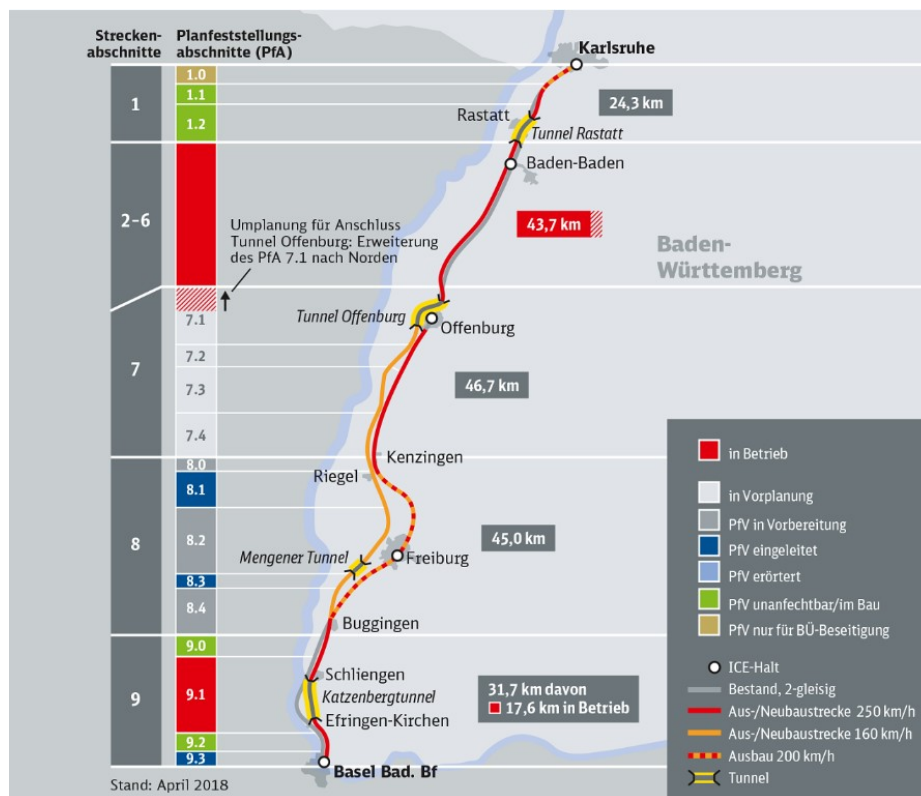 Strecken-
abschnitte
Planfeststellungs-
abschnitte (PfA)
1
2–6
7
8
9
1.0
1.1
1.2
7.1
7.2
7.3
7.4
8.0
8.1
8.2
8.3
8.4
9.0
9.1
9.2
9.3
Umplanung für Anschluss
Tunnel Offenburg: Erweiterung
des PfA 7.1 nach Norden
Karlsruhe
24,3 km
Rastatt
Tunnel Rastatt
Baden-Baden
43,7 km
Baden-
Württemberg
Tunnel Offenburg
Offenburg
46,7 km
Kenzingen
Riegel
45,0 km
Mengener Tunnel
Freiburg
Buggingen
Schliengen
Katzenbergtunnel
Efringen-Kirchen
31,7 km davon
17,6 km in Betrieb
Basel Bad. Bf
Stand: April 2018
in Betrieb
in Vorplanung
PfV in Vorbereitung
PfV eingeleitet
PfV erörtert
PfV unanfechtbar/im Bau
PfV nur für BÜ-Beseitigung
ICE-Halt
Bestand, 2-gleisig
Aus-/Neubaustrecke 250 km/h
Aus-/Neubaustrecke 160 km/h
Ausbau 200 km/h
Tunnel